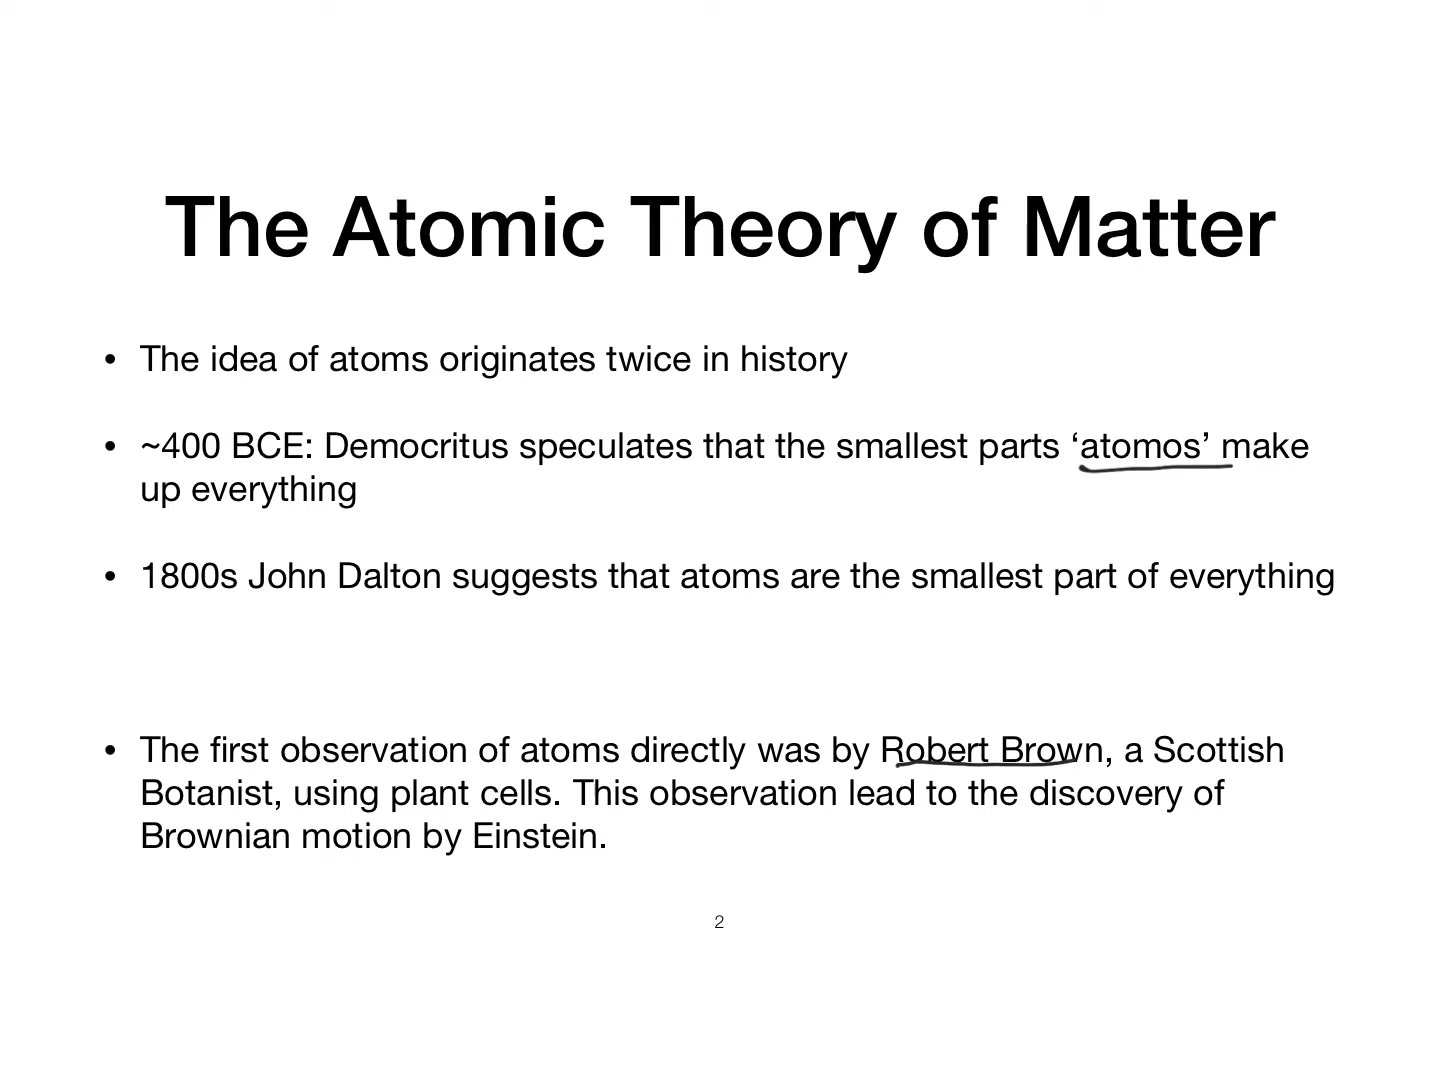 The Atomic Theory of Matter
• The idea of atoms originates twice in history
• ~400 BCE: Democritus speculates that the smallest parts ‘atomos’ make
up everything
• 1800s John Dalton suggests that atoms are the smallest part of everything
• The first observation of atoms directly was by Robert Brown, a Scottish
Botanist, using plant cells. This observation lead to the discovery of
Brownian motion by Einstein.
2